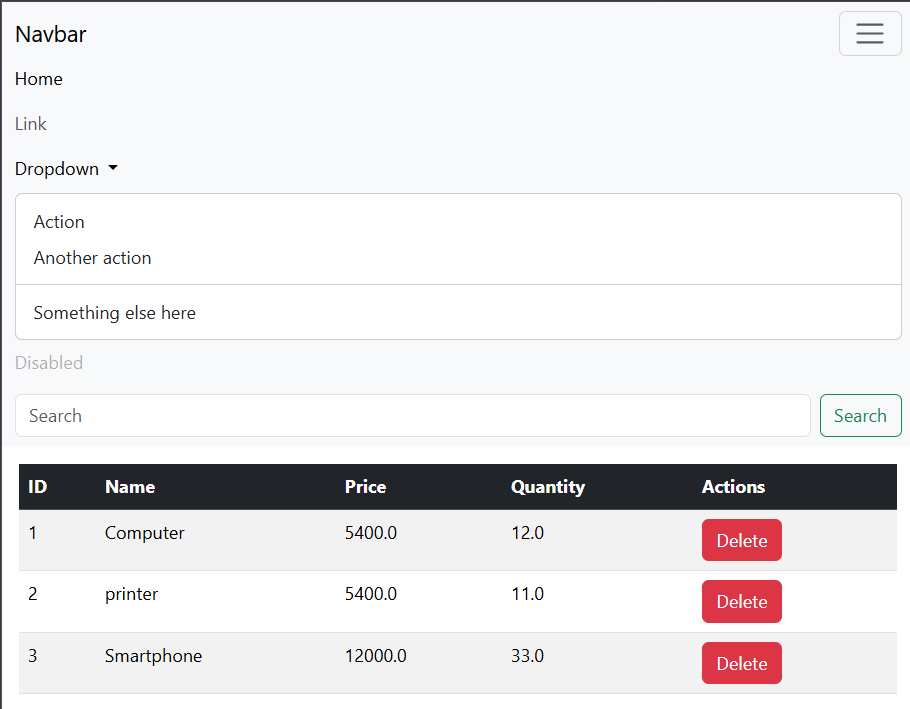 Navbar
Home
Link
Dropdown
Action
Another action
Something else here
Disabled
Search Search
ID Name Price Quantity Actions
1 Computer 5400.0 12.0 Delete
2 printer 5400.0 11.0 Delete
3 Smartphone 12000.0 33.0 Delete